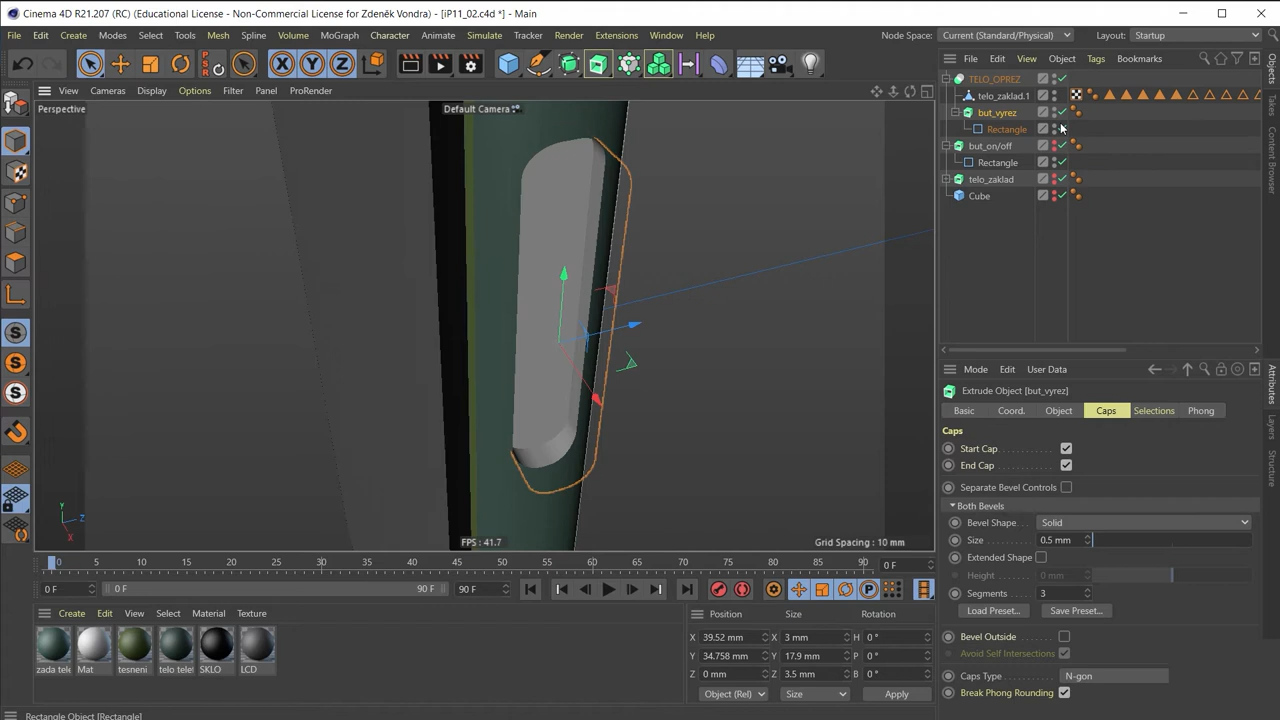 Cinema 4D R21.207 (RC) (Educational License - Non-Commercial License for Zdeněk Vondra) - [iP11_02.c4d *] - Main
File Edit Create Modes Select Tools Mesh Spline Volume MoGraph Character Animate Simulate Tracker Render Extensions Window Help Node Space: Current (Standard/Physical) Layout: Startup
X Y Z
PSR
View Cameras Display Options Filter Panel ProRender
File Edit View Object Tags Bookmarks
Perspective
Default Camera
TELO_OPREZ
telo_zaklad.1
but_vyrez
Rectangle
but_on/off
Rectangle
telo_zaklad
Cube
Objects
Takes
Content Browser
Attributes
Layers
Structure
Mode Edit User Data
Extrude Object [but_vyrez]
Basic Coord. Object Caps Selections Phong
Caps
Start Cap
End Cap
Separate Bevel Controls
Both Bevels
Bevel Shape Solid
Size 0.5 mm
Extended Shape
Height 0 mm
Segments 3
Load Preset... Save Preset...
Bevel Outside
Avoid Self Intersections
Caps Type N-gon
Break Phong Rounding
Y Z X
FPS : 41.7
Grid Spacing : 10 mm
0 5 10 15 20 25 30 35 40 45 50 55 60 65 70 75 80 85 90 0 F
0 F 0 F 90 F 90 F
Create Edit View Select Material Texture
zada tele Mat tesneni telo telel SKLO LCD
Position Size Rotation
X 39.52 mm X 3 mm H 0 °
Y 34.758 mm Y 17.9 mm P 0 °
Z 0 mm Z 3.5 mm B 0 °
Object (Rel) Size Apply
Rectangle Object [Rectangle]